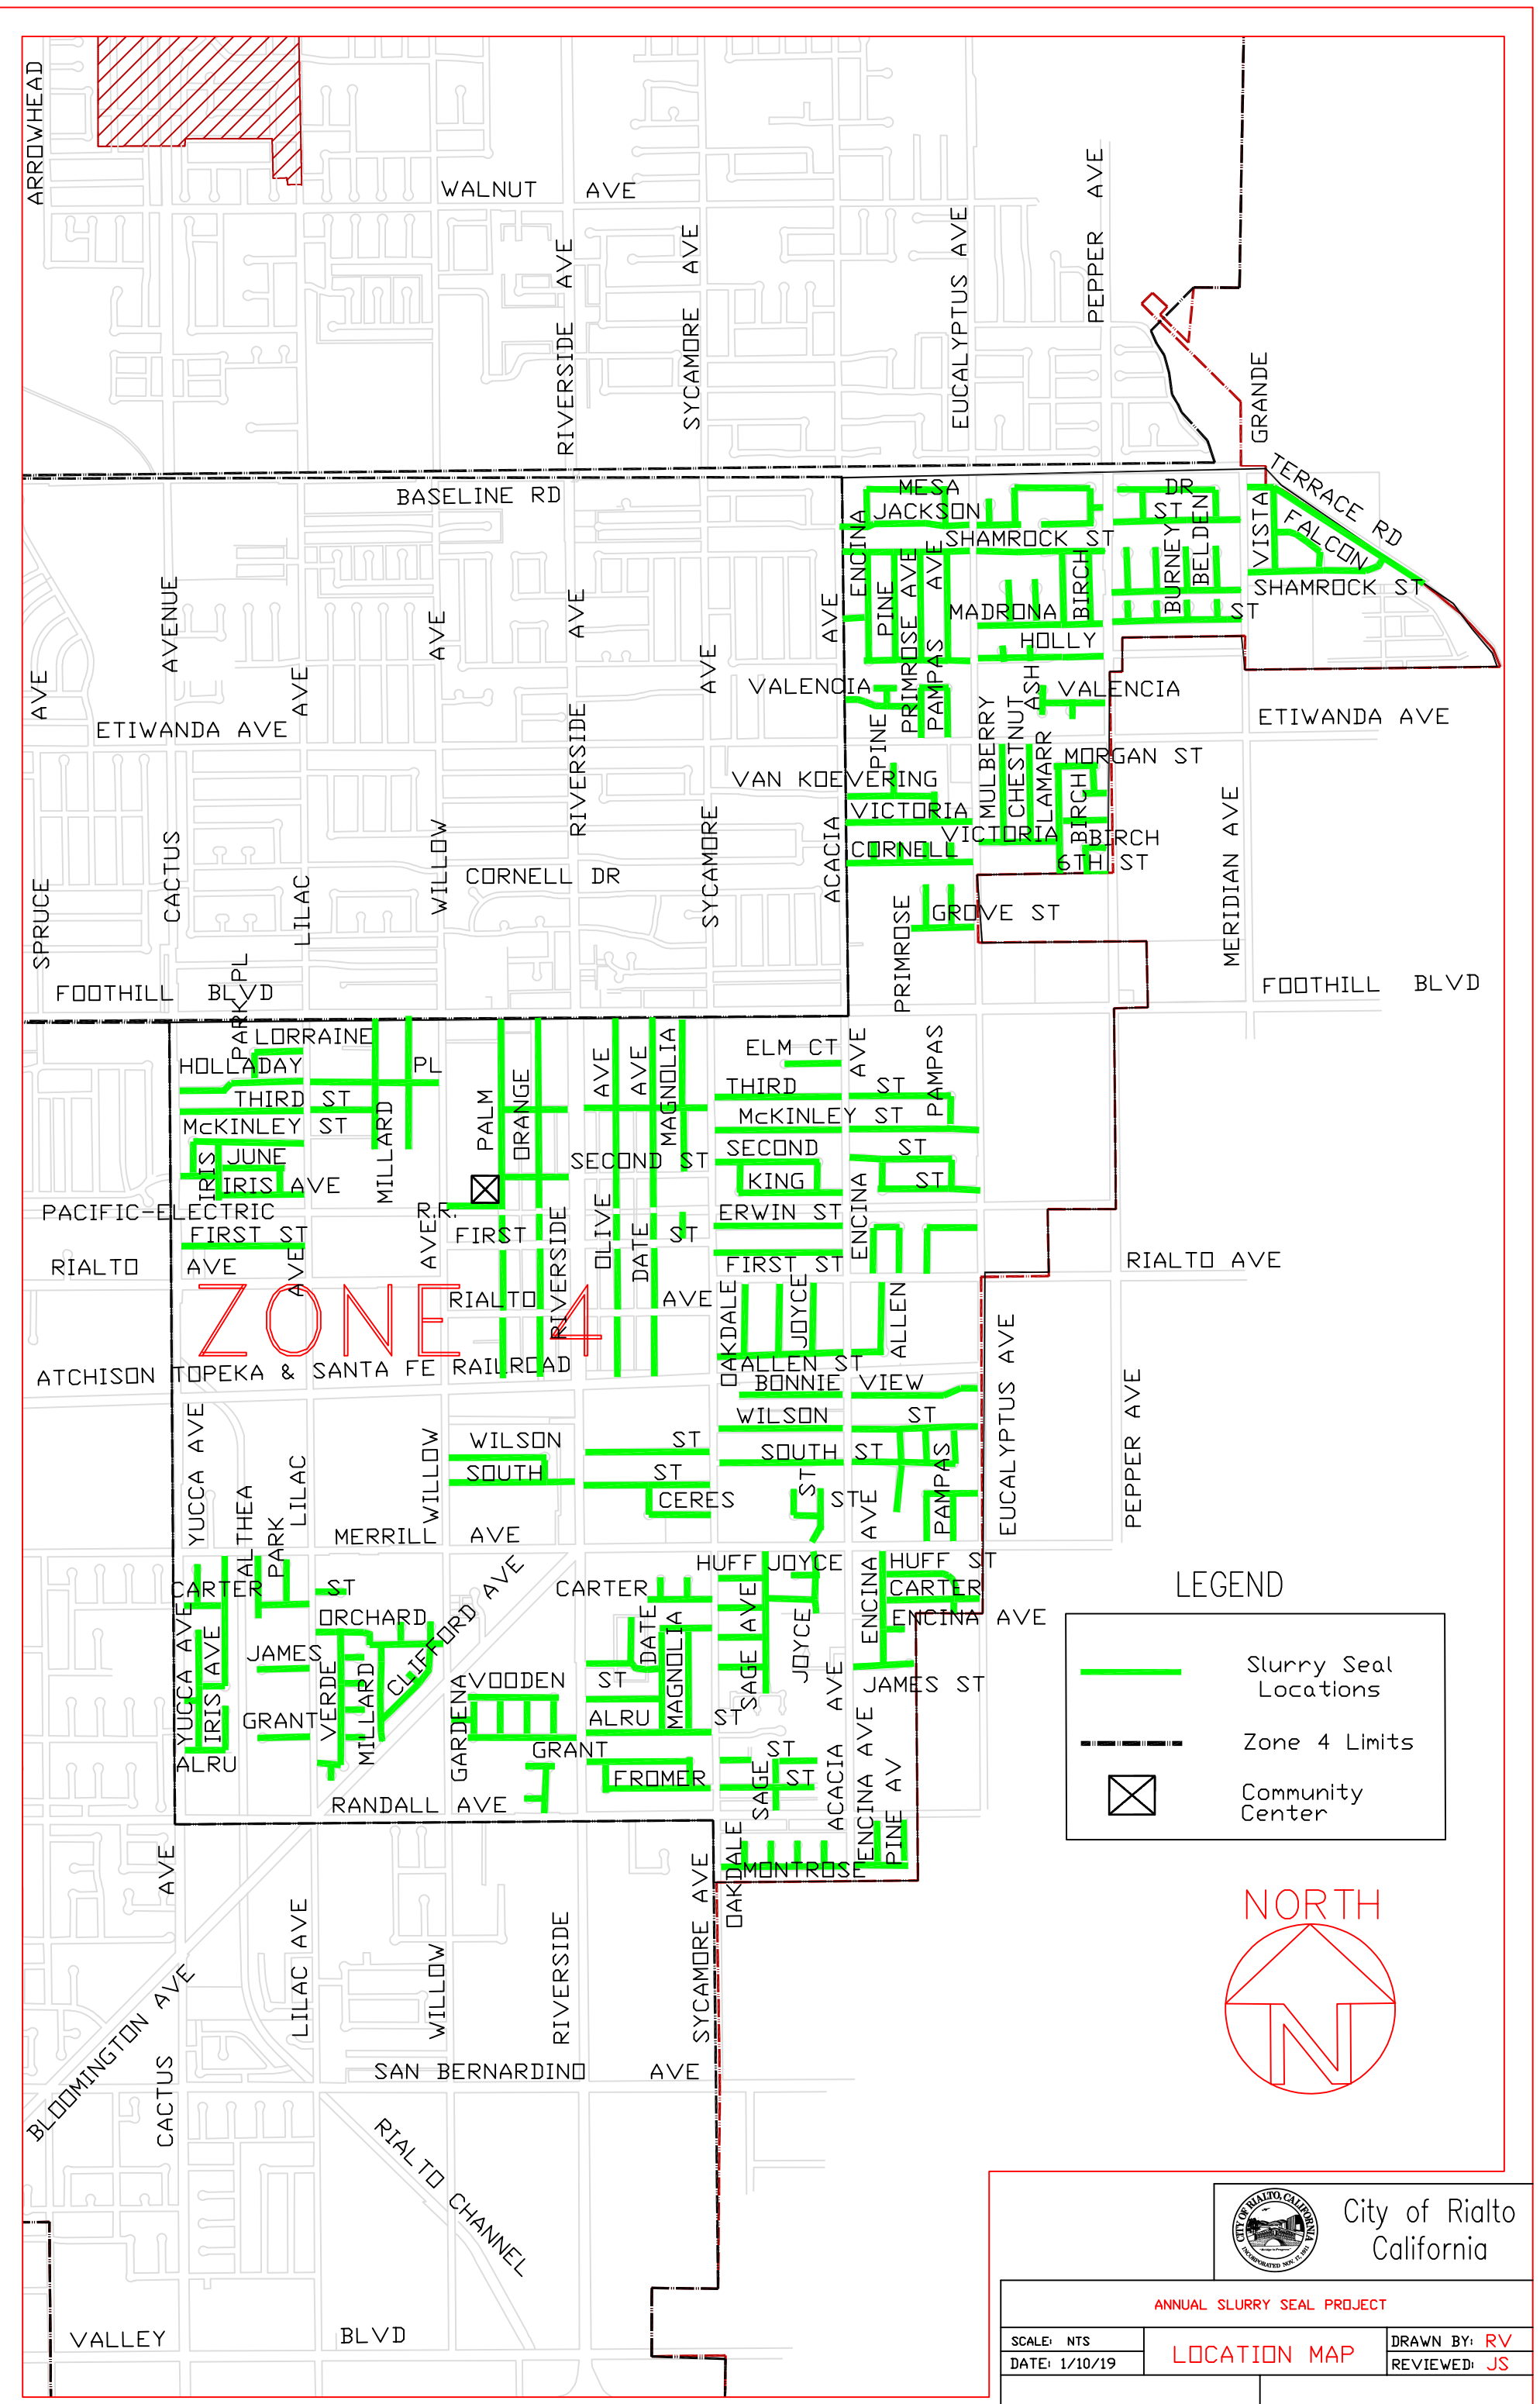 ARROWHEAD
WALNUT AVE
RIVERSIDE AVE
SYCAMORE AVE
EUCALYPTUS AVE
PEPPER AVE
GRANDE
TERRACE RD
BASELINE RD
MESA DR
JACKSON ST
ENCINA
SHAMROCK ST
VISTA
FALCON
BELDEN
BURNEY
SHAMROCK ST
PINE
PRIMROSE AVE
PAMPAS AVE
MADRONA ST
BIRCH
HOLLY
AVENUE
AVE
AVE
AVE
AVE
AVE
AVE
VALENCIA
ASH
VALENCIA
ETIWANDA AVE
ETIWANDA AVE
RIVERSIDE
PINE
MULBERRY
CHESTNUT
LAMARR
MORGAN ST
VAN KOEVERING
BIRCH
VICTORIA
VICTORIA
BIRCH
CORNELL
6TH ST
CACTUS
WILLOW
SYCAMORE
ACACIA
MERIDIAN AVE
SPRUCE
LILAC
CORNELL DR
PRIMROSE
GROVE ST
FOOTHILL BLVD
FOOTHILL BLVD
PARK PL
LORRAINE
HOLLADAY PL
THIRD ST
McKINLEY ST
IRIS
JUNE
IRIS AVE
MILLARD
PALM
ORANGE
AVE
AVE
MAGNOLIA
ELM CT
AVE
PAMPAS
THIRD ST
McKINLEY ST
SECOND ST
SECOND ST
KING ST
ENCINA
PACIFIC-ELECTRIC R.R.
ERWIN ST
FIRST ST
FIRST ST
FIRST ST
AVE
AVE
RIVERSIDE
OLIVE
DATE
RIALTO AVE
RIALTO AVE
RIALTO AVE
ZONE 4
OAKDALE
JOYCE
ALLEN
ALLEN ST
ATCHISON TOPEKA & SANTA FE RAILROAD
BONNIE VIEW
EUCALYPTUS AVE
PEPPER AVE
WILSON ST
WILSON ST
SOUTH ST
SOUTH ST
CERES
ST
ST
PAMPAS
YUCCA AVE
ALTHEA
LILAC
PARK
WILLOW
MERRILL AVE
ENCINA AVE
HUFF
JOYCE
HUFF ST
CARTER ST
CARTER
CARTER
ENCINA AVE
ORCHARD
CLIFFORD AVE
YUCCA AVE
IRIS AVE
JAMES
VERDE
MILLARD
DATE
MAGNOLIA
SAGE AVE
JOYCE
ENCINA
JAMES ST
GARDENA
VOODEN ST
GRANT
ALRU
ALRU ST
GRANT ST
FROMER ST
SAGE
ACACIA AVE
ENCINA AVE
PINE AV
RANDALL AVE
OAKDALE
MONTROSE
AVE
CACTUS
LILAC AVE
WILLOW
RIVERSIDE
SYCAMORE AVE
BLOOMINGTON AVE
SAN BERNARDINO AVE
RIALTO CHANNEL
VALLEY BLVD
LEGEND
Slurry Seal
Locations
Zone 4 Limits
Community
Center
NORTH
N
CITY OF RIALTO, CALIFORNIA
INCORPORATED NOV. 17, 1911
City of Rialto
California
ANNUAL SLURRY SEAL PROJECT
SCALE: NTS
DATE: 1/10/19
LOCATION MAP
DRAWN BY: RV
REVIEWED: JS